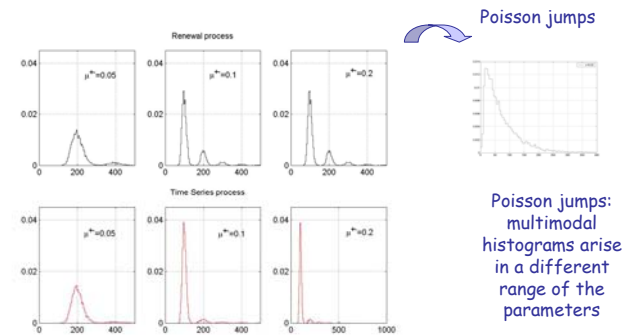 Poisson jumps
Renewal process
0.04
0.02
0
μ⁺=0.05
0 200 400
0.04
0.02
0
μ⁺=0.1
0 200 400
0.04
0.02
0
μ⁺=0.2
0 200 400
Time Series process
0.04
0.02
0
μ⁺=0.05
0 200 400
0.04
0.02
0
μ⁺=0.1
0 200 400
0.04
0.02
0
μ⁺=0.2
0 500 1000
Poisson jumps:
multimodal
histograms arise
in a different
range of the
parameters